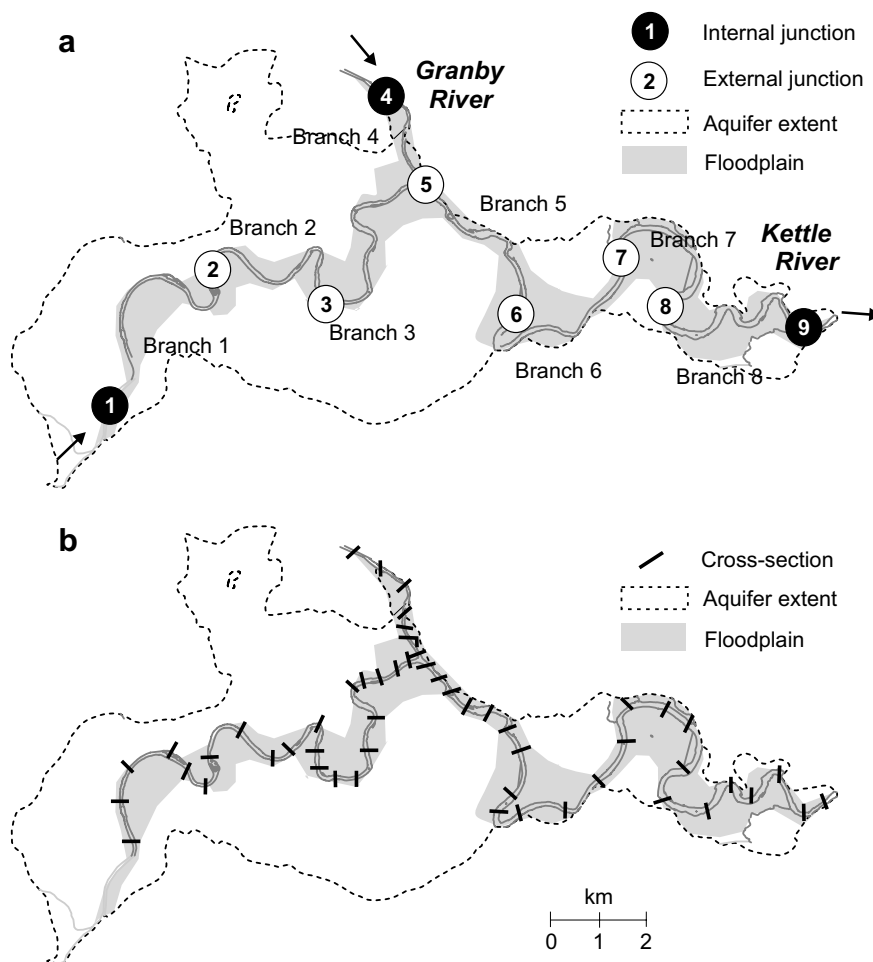 a
1 Internal junction
2 External junction
Aquifer extent
Floodplain
Granby
River
4
Branch 4
5
Branch 5
Branch 2
2
Branch 7
7
Kettle
River
3
Branch 3
6
8
9
Branch 1
Branch 6
Branch 8
1
b
Cross-section
Aquifer extent
Floodplain
km
0 1 2